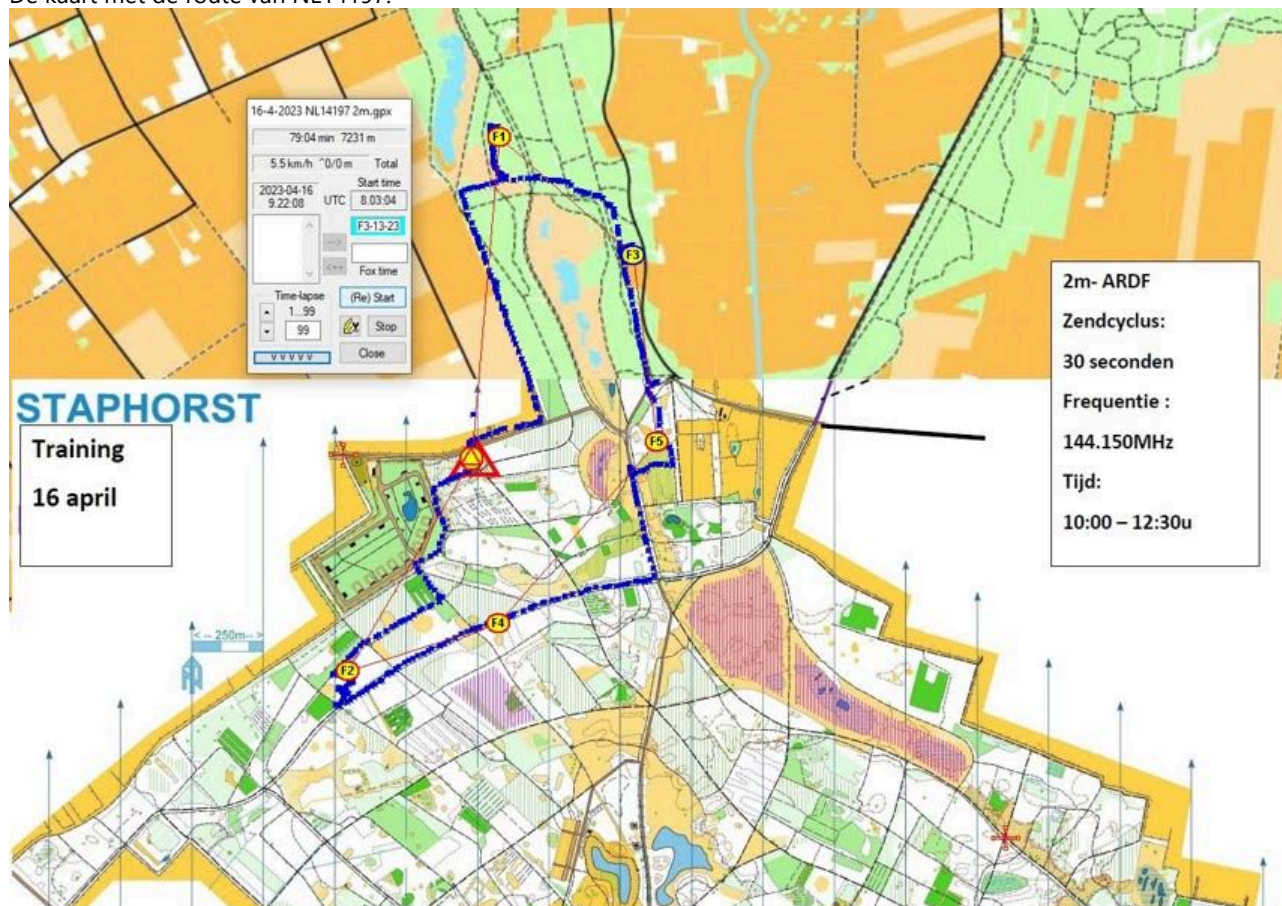 De kaart met de route van NL14197:
16-4-2023 NL14197 2m.gpx
79:04 min 7231 m
5.5 km/h ^0/0 m Total
Start time
2023-04-16
9.22:08 UTC 8.03:04
F3-13-23
-->
<--
Fox time
Time-lapse (Re) Start
1...99
99 Stop
V V V V V Close
F1
F3
2m- ARDF
Zendcyclus:
30 seconden
Frequentie :
144.150MHz
Tijd:
10:00 – 12:30u
STAPHORST
Training
16 april
F5
F4
< -- 250m-- >
F2